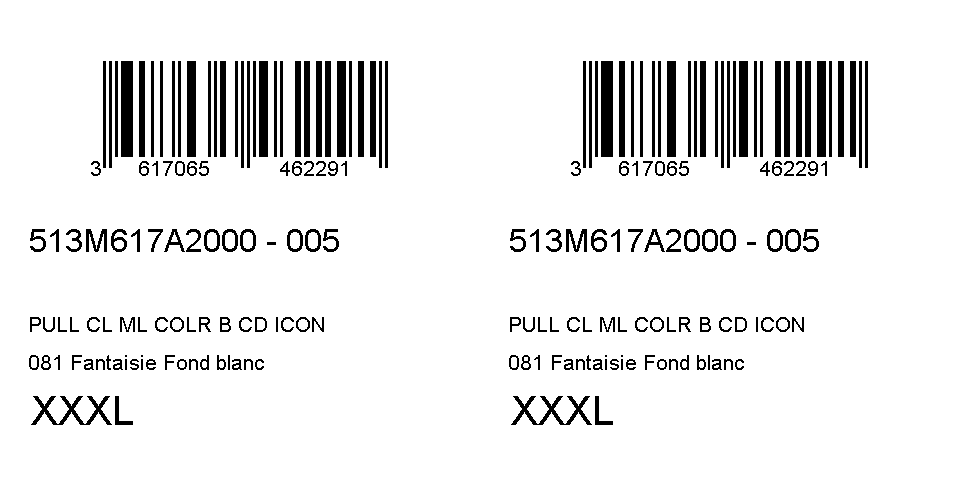 3 617065 462291
513M617A2000 - 005
PULL CL ML COLR B CD ICON
081 Fantaisie Fond blanc
XXXL
3 617065 462291
513M617A2000 - 005
PULL CL ML COLR B CD ICON
081 Fantaisie Fond blanc
XXXL